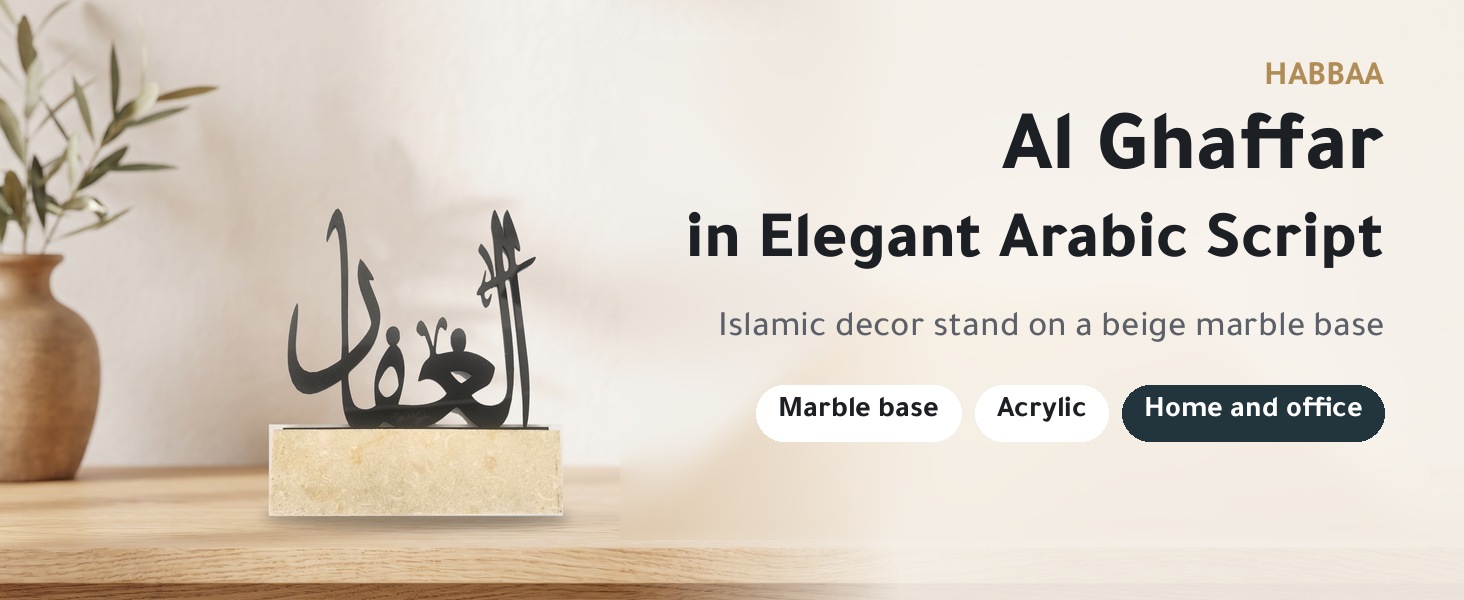 HABBAA
Al Ghaffar
in Elegant Arabic Script
Islamic decor stand on a beige marble base
Marble base Acrylic Home and office
الغفار